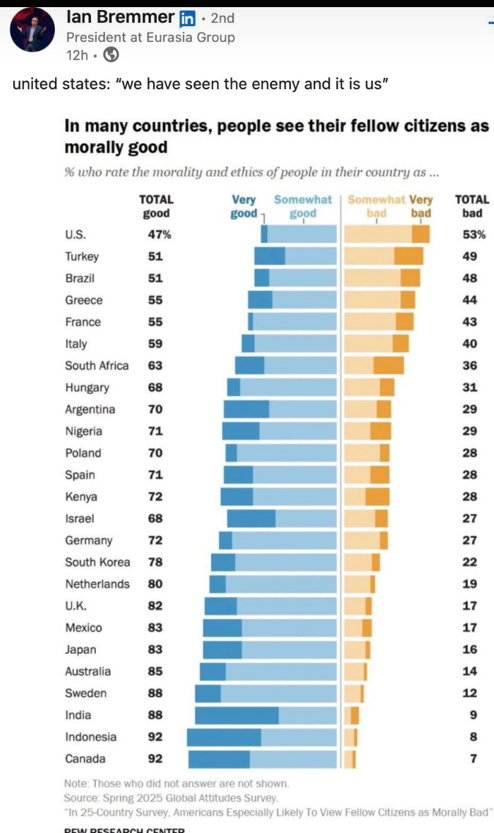 Ian Bremmer in · 2nd
President at Eurasia Group
12h ·
united states: “we have seen the enemy and it is us”
In many countries, people see their fellow citizens as
morally good
% who rate the morality and ethics of people in their country as ...
TOTAL good Very good Somewhat good Somewhat bad Very bad TOTAL bad
U.S. 47% 53%
Turkey 51 49
Brazil 51 48
Greece 55 44
France 55 43
Italy 59 40
South Africa 63 36
Hungary 68 31
Argentina 70 29
Nigeria 71 29
Poland 70 28
Spain 71 28
Kenya 72 28
Israel 68 27
Germany 72 27
South Korea 78 22
Netherlands 80 19
U.K. 82 17
Mexico 83 17
Japan 83 16
Australia 85 14
Sweden 88 12
India 88 9
Indonesia 92 8
Canada 92 7
Note: Those who did not answer are not shown.
Source: Spring 2025 Global Attitudes Survey.
“In 25-Country Survey, Americans Especially Likely To View Fellow Citizens as Morally Bad”
PEW RESEARCH CENTER